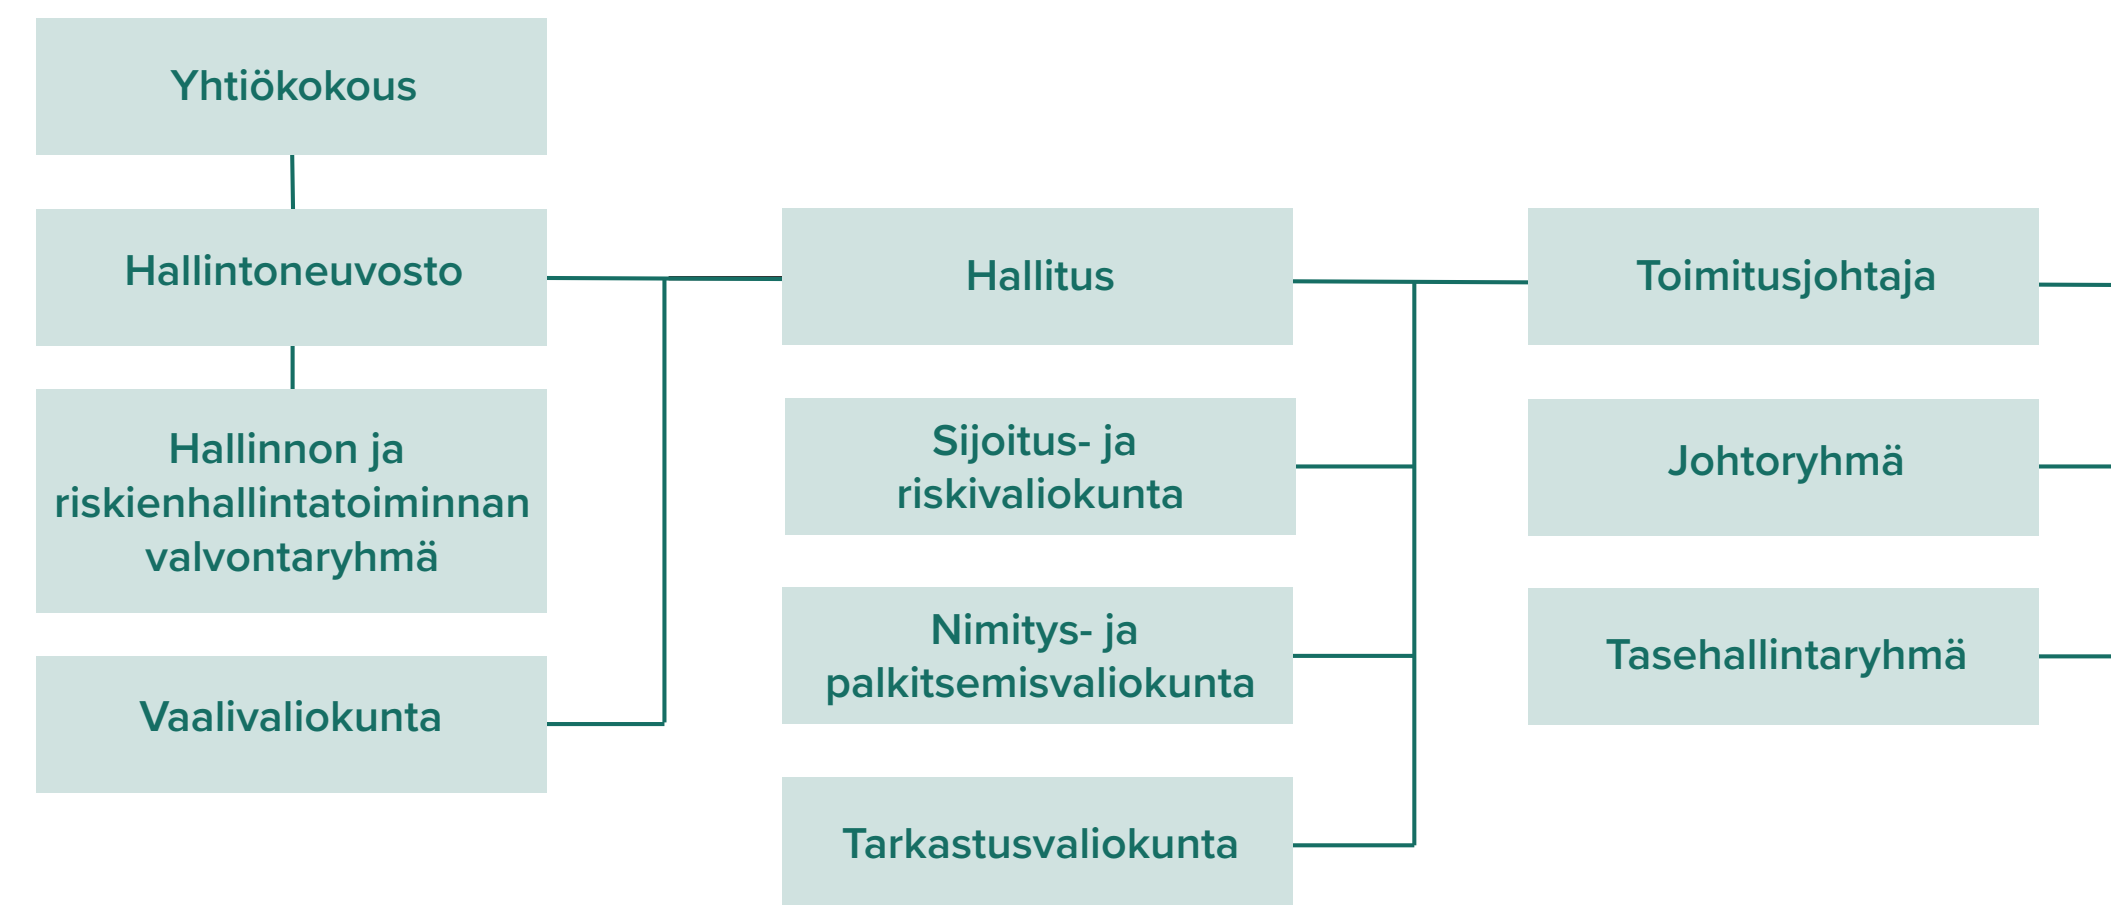 Yhtiökokous
Hallintoneuvosto
Hallinnon ja
riskienhallintatoiminnan
valvontaryhmä
Vaalivaliokunta
Hallitus
Sijoitus- ja
riskivaliokunta
Nimitys- ja
palkitsemisvaliokunta
Tarkastusvaliokunta
Toimitusjohtaja
Johtoryhmä
Tasehallintaryhmä